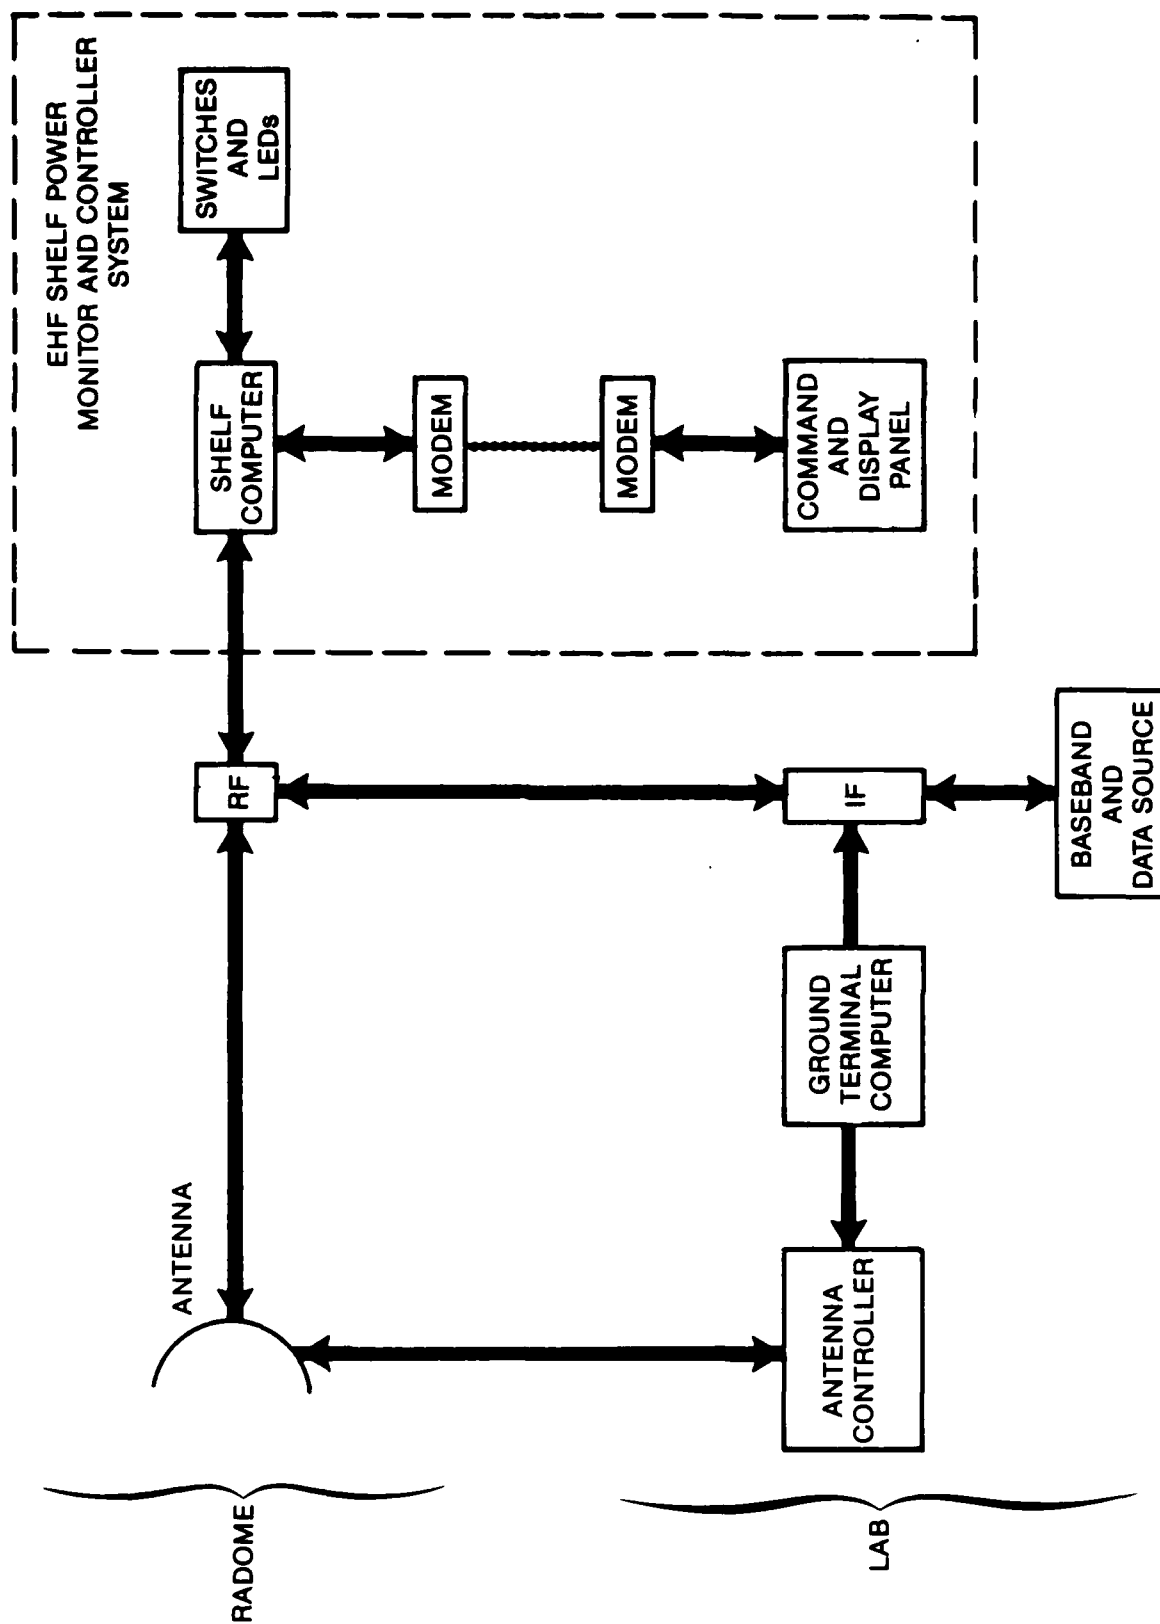 EHF SHELF POWER
MONITOR AND CONTROLLER
SYSTEM
RADOME
ANTENNA
RF
SHELF
COMPUTER
SWITCHES
AND
LEDs
MODEM
MODEM
LAB
ANTENNA
CONTROLLER
GROUND
TERMINAL
COMPUTER
IF
COMMAND
AND
DISPLAY
PANEL
BASEBAND
AND
DATA SOURCE